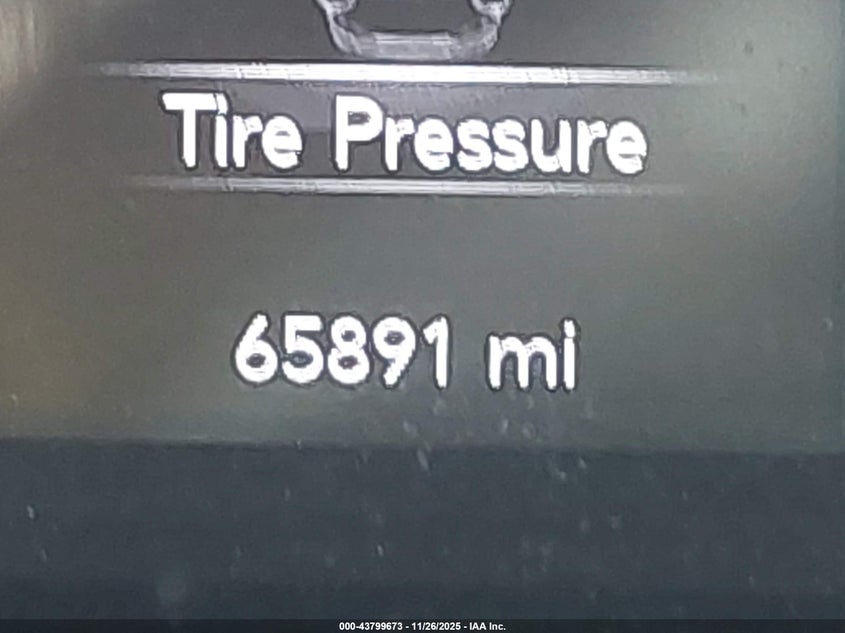 Tire Pressure
65891 mi
000-43799673 - 11/26/2025 - IAA Inc.